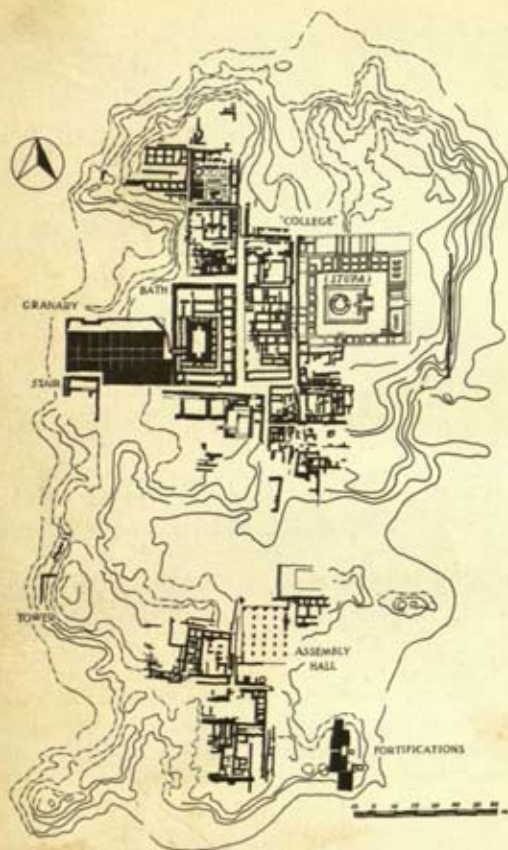 "COLLEGE"
(STUPA)
BATH
GRANARY
STAIR
TOWER
ASSEMBLY
HALL
FORTIFICATIONS